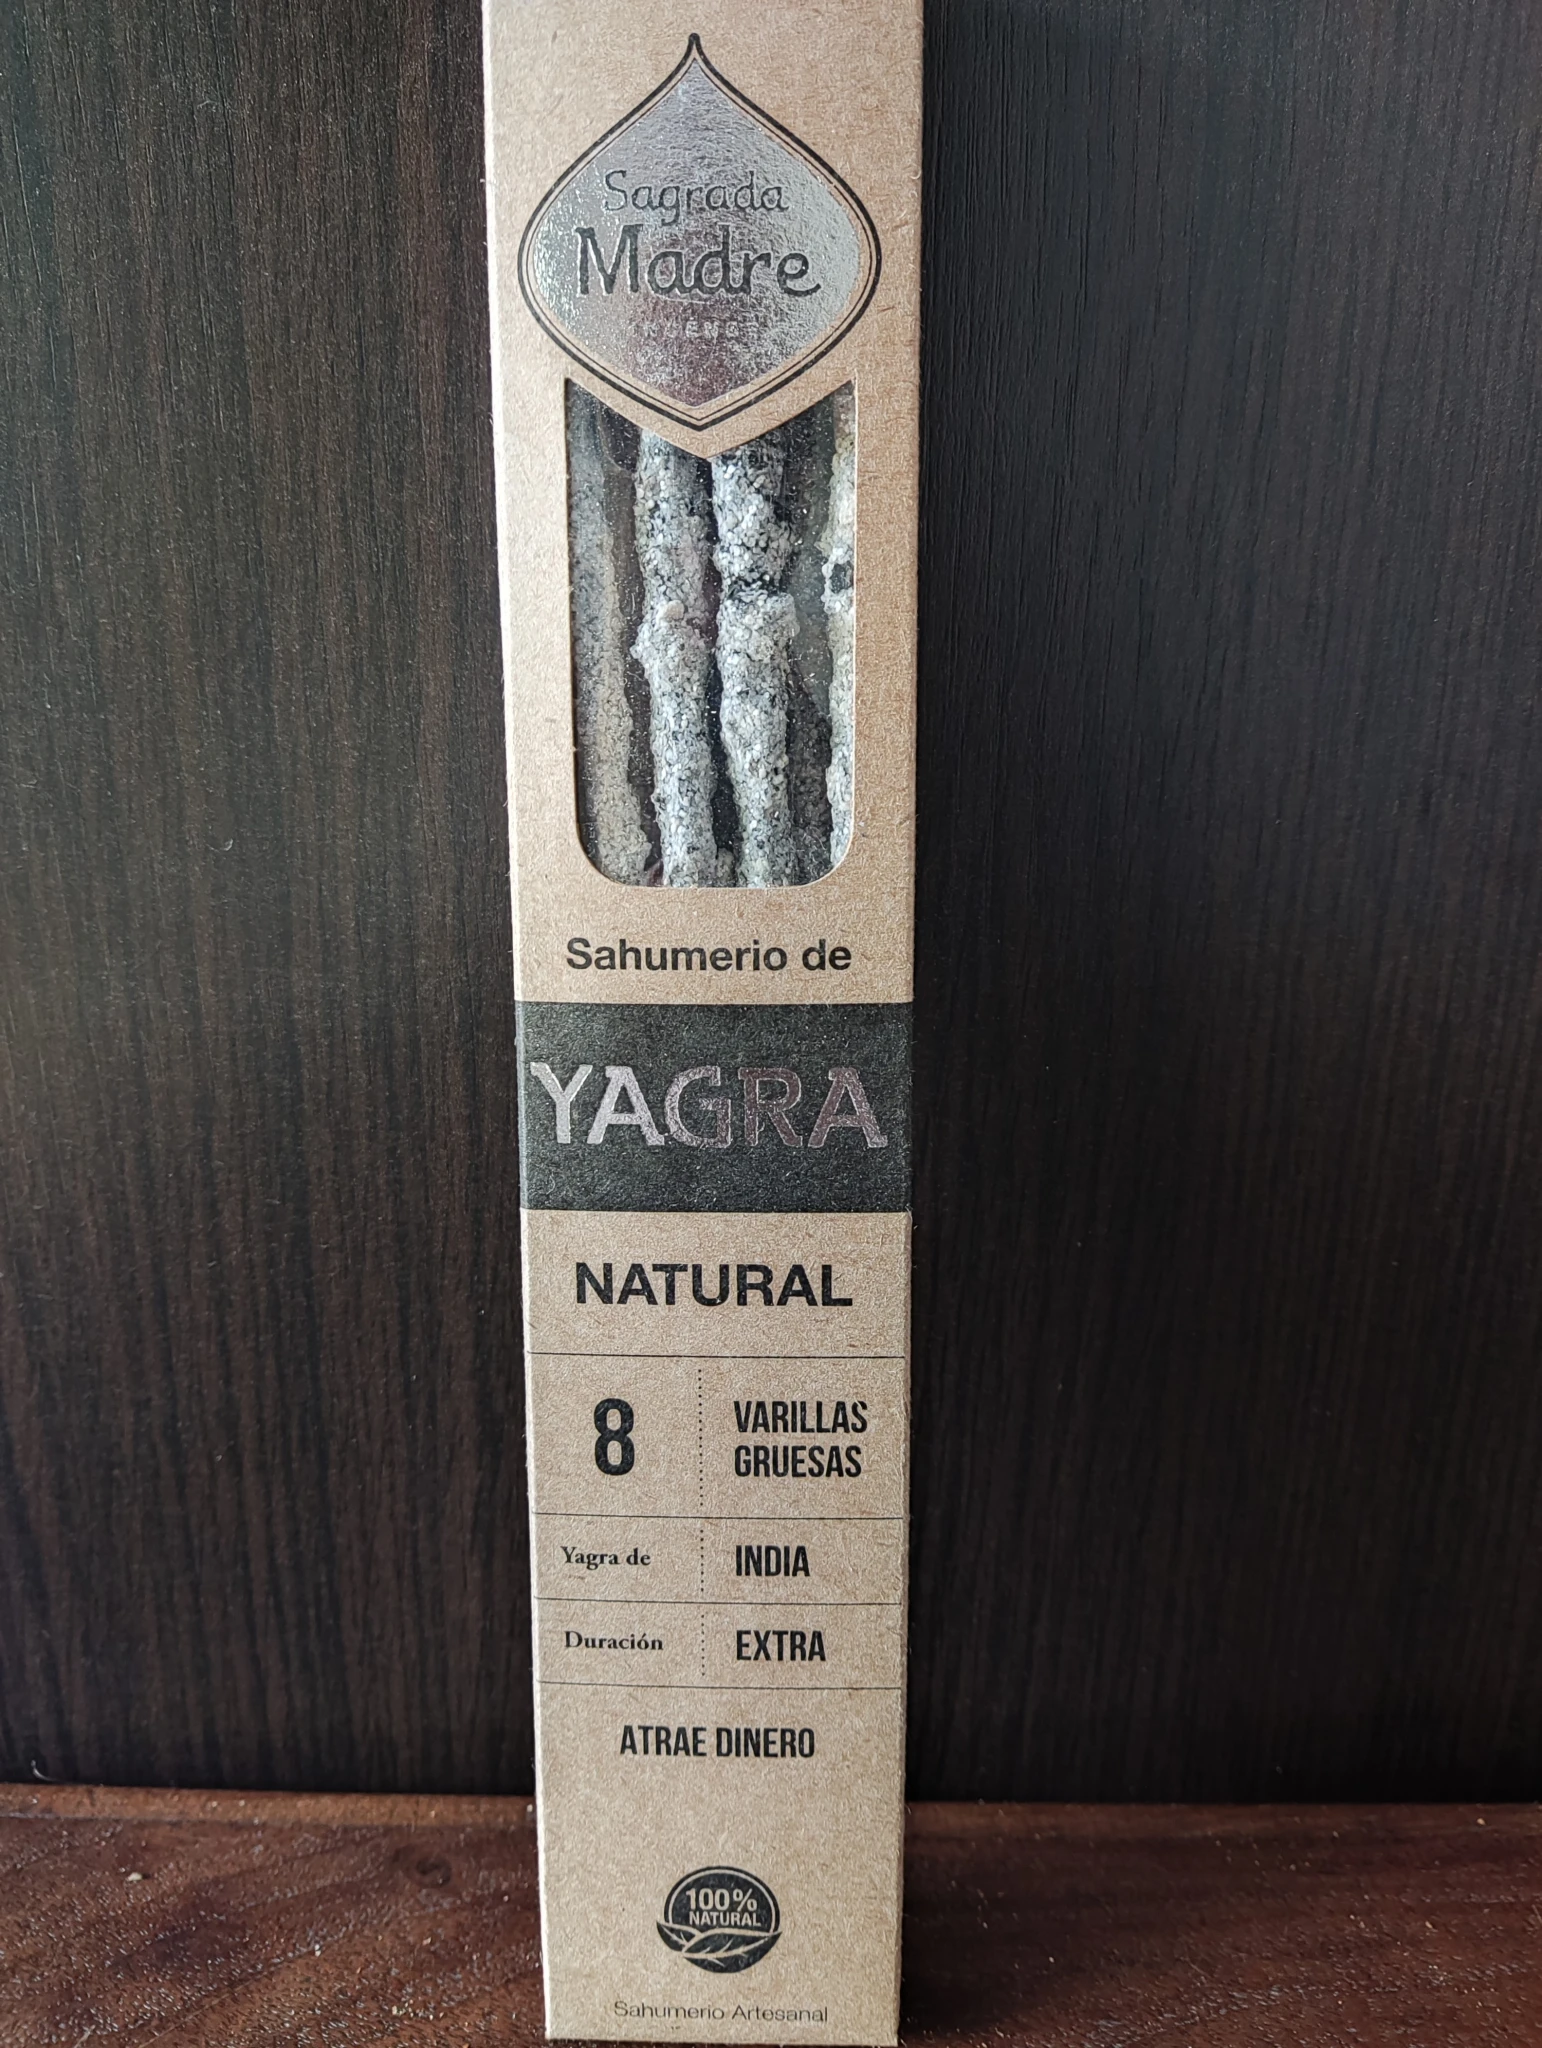 Sagrada
Madre
INCENSE
Sahumerio de
YAGRA
NATURAL
8 VARILLAS
GRUESAS
Yagra de INDIA
Duración EXTRA
ATRAE DINERO
100%
NATURAL
Sahumerio Artesanal